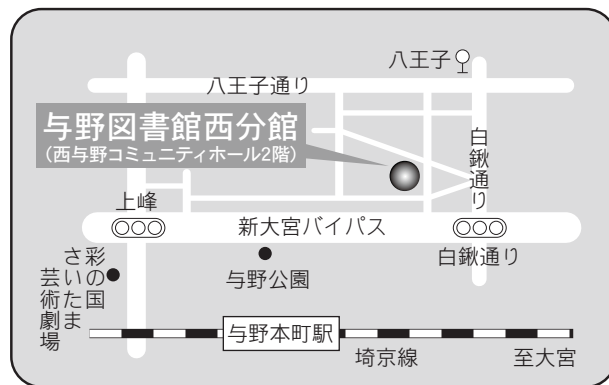 八王子
八王子通り
与野図書館西分館
（西与野コミュニティホール2階）
白鍬通り
上峰
新大宮バイパス
白鍬通り
与野公園
彩の国
さいたま
芸術劇場
与野本町駅
埼京線
至大宮